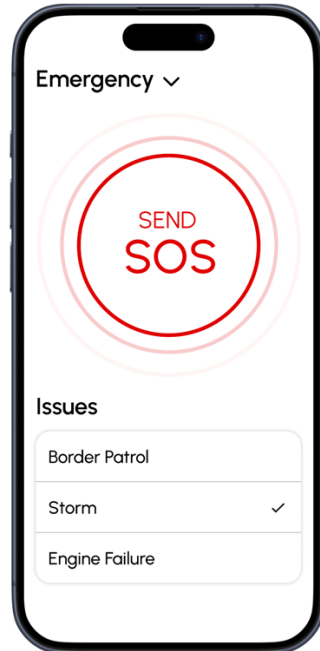 Emergency
SEND
SOS
Issues
Border Patrol
Storm
Engine Failure